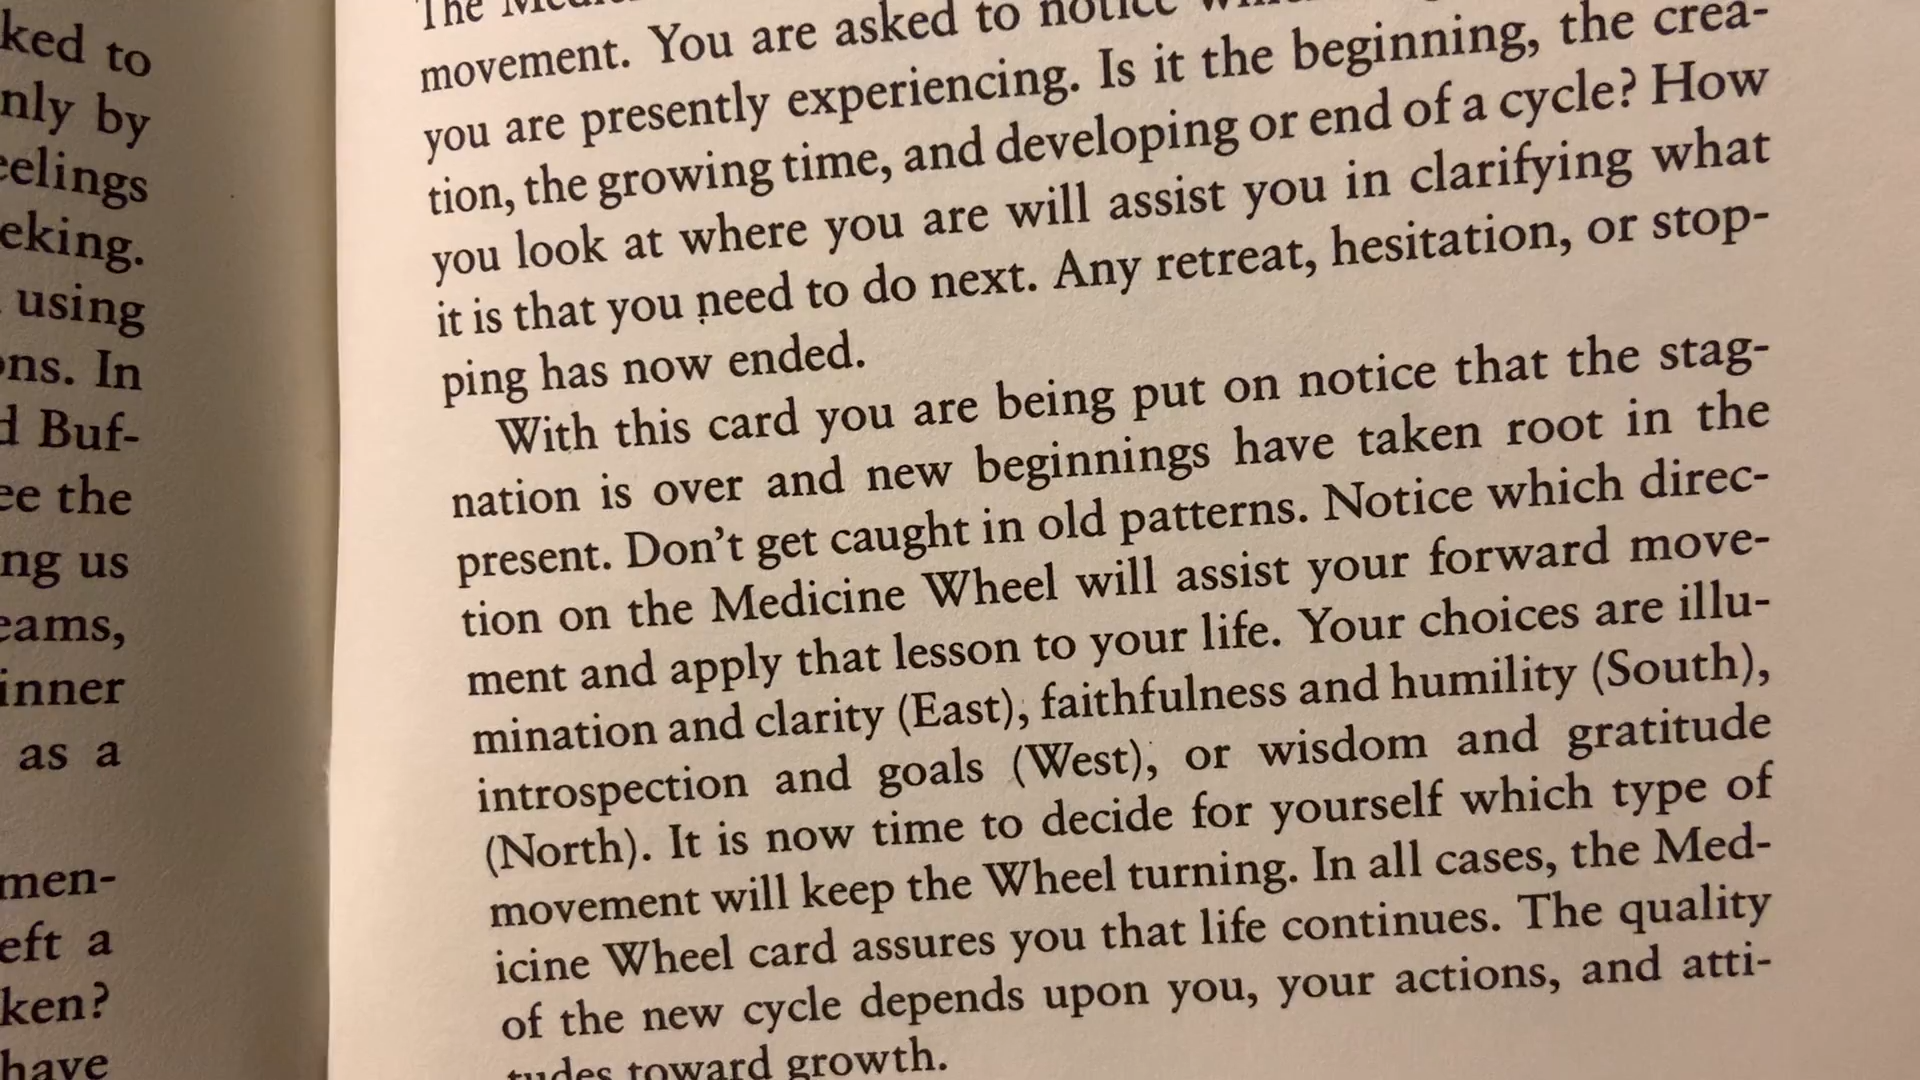 ked to
nly by
eelings
eking.
using
ons. In
d Buf-
ee the
ng us
eams,
inner
as a
men-
eft a
ken?
have
The
movement. You are asked to notice
you are presently experiencing. Is it the beginning, the crea-
tion, the growing time, and developing or end of a cycle? How
you look at where you are will assist you in clarifying what
it is that you need to do next. Any retreat, hesitation, or stop-
ping has now ended.
With this card you are being put on notice that the stag-
nation is over and new beginnings have taken root in the
present. Don't get caught in old patterns. Notice which direc-
tion on the Medicine Wheel will assist your forward move-
ment and apply that lesson to your life. Your choices are illu-
mination and clarity (East), faithfulness and humility (South),
introspection and goals (West), or wisdom and gratitude
(North). It is now time to decide for yourself which type of
movement will keep the Wheel turning. In all cases, the Med-
icine Wheel card assures you that life continues. The quality
of the new cycle depends upon you, your actions, and atti-
tudes toward growth.